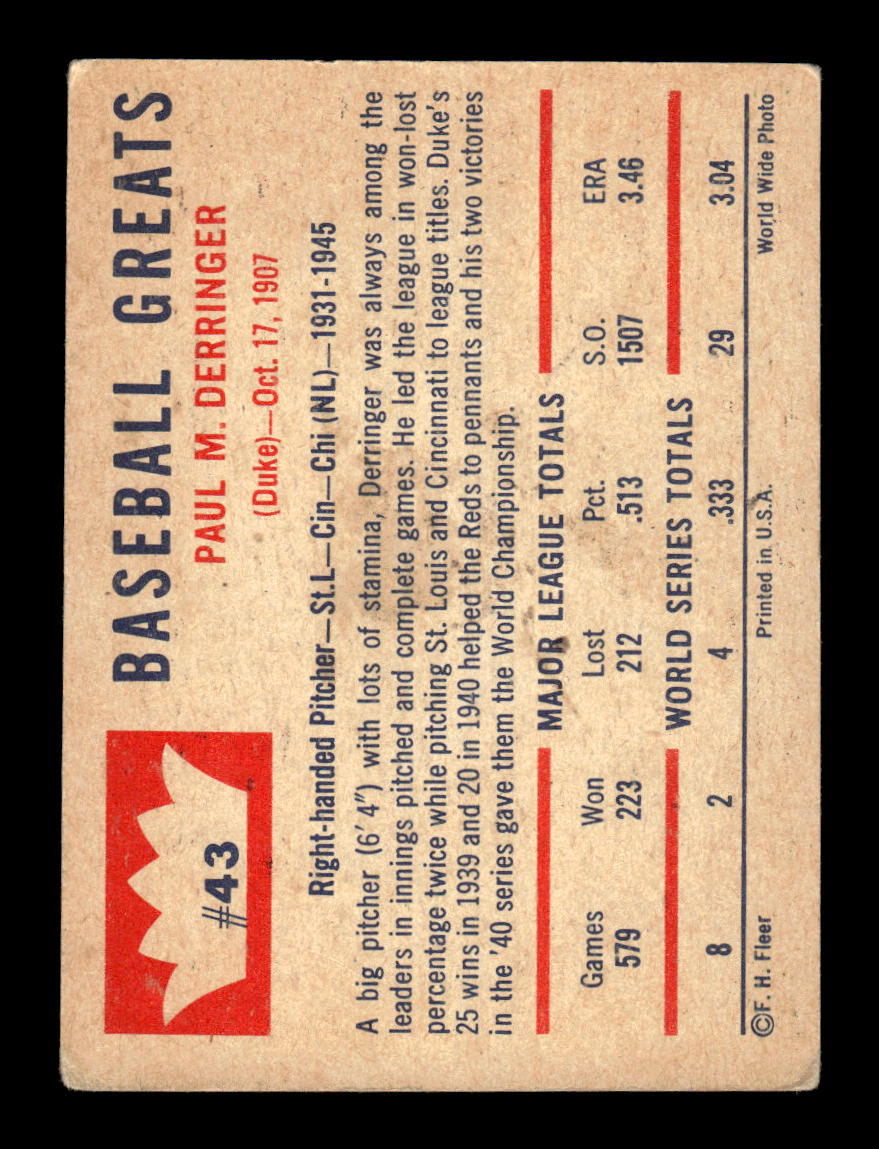 #43
BASEBALL GREATS
PAUL M. DERRINGER
(Duke)—Oct. 17, 1907
Right-handed Pitcher—St.L—Cin—Chi (NL)—1931-1945
A big pitcher (6' 4") with lots of stamina, Derringer was always among the
leaders in innings pitched and complete games. He led the league in won-lost
percentage twice while pitching St. Louis and Cincinnati to league titles. Duke's
25 wins in 1939 and 20 in 1940 helped the Reds to pennants and his two victories
in the '40 series gave them the World Championship.
MAJOR LEAGUE TOTALS
Games Won Lost Pct. S.O. ERA
579 223 212 .513 1507 3.46
WORLD SERIES TOTALS
8 2 4 .333 29 3.04
©F. H. Fleer Printed in U.S.A. World Wide Photo